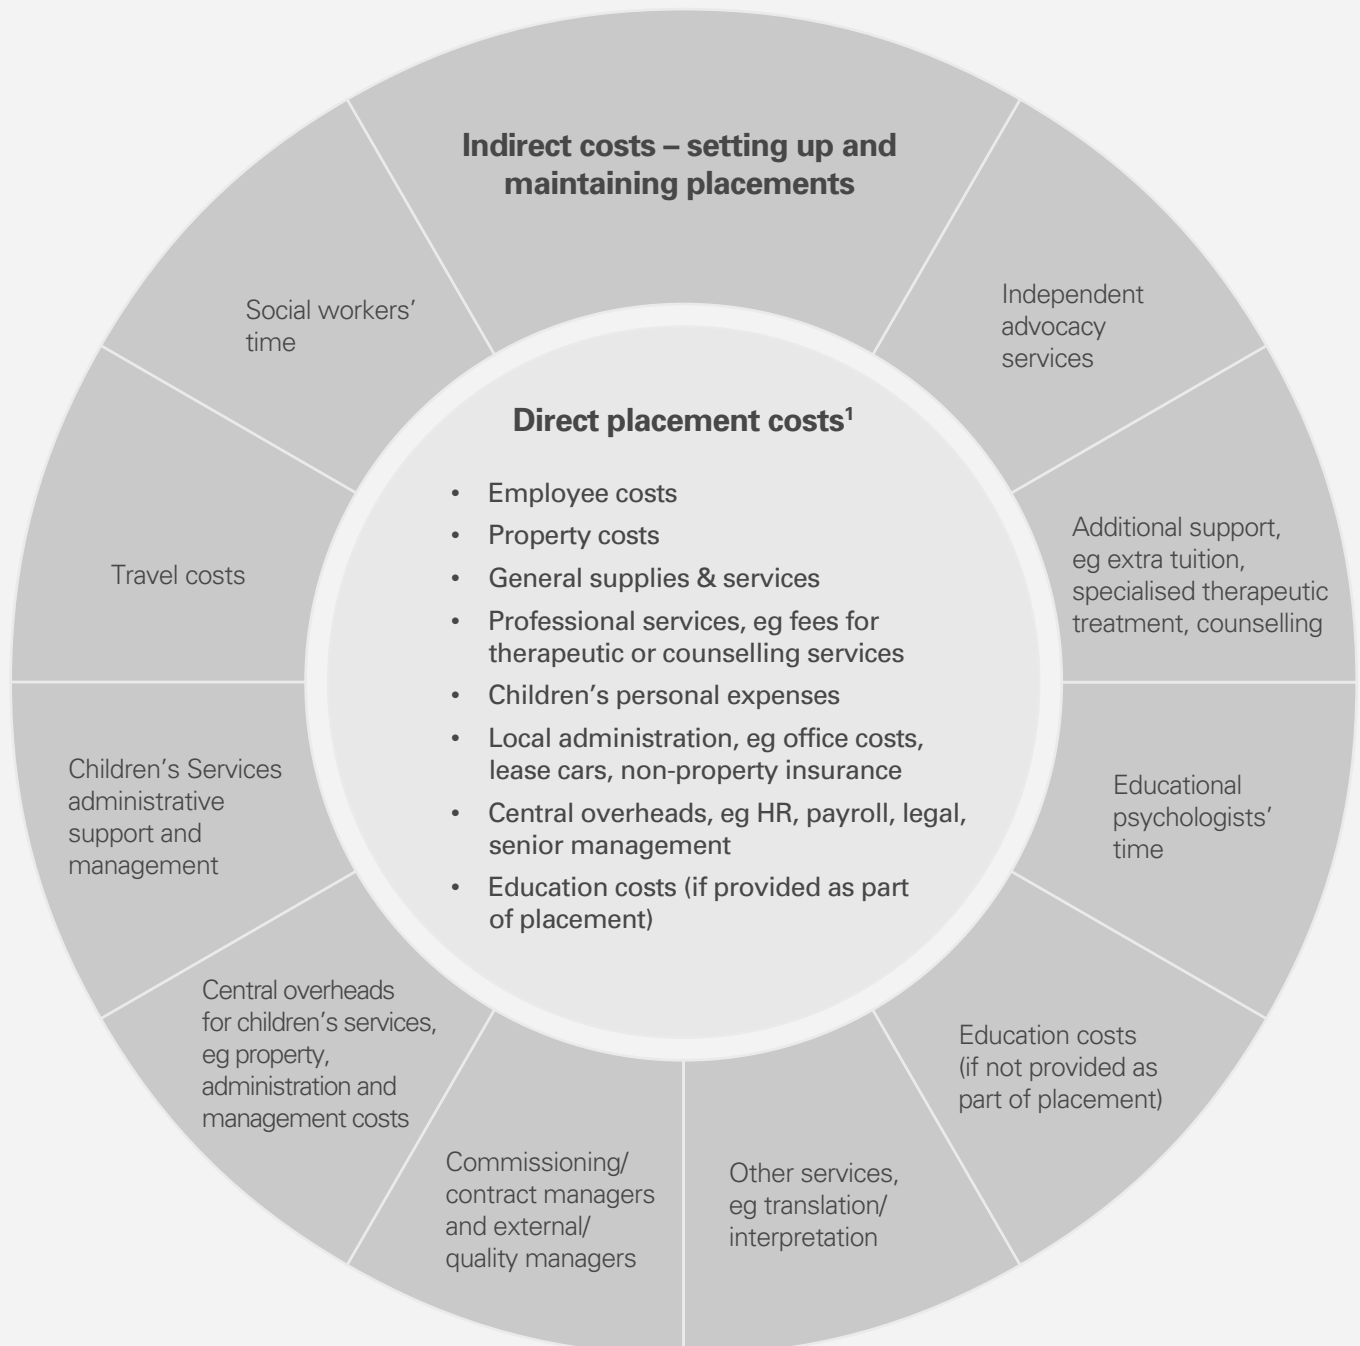 Indirect costs – setting up and
maintaining placements
Independent
advocacy
services
Additional support,
eg extra tuition,
specialised therapeutic
treatment, counselling
Educational
psychologists’
time
Education costs
(if not provided as
part of placement)
Other services,
eg translation/
interpretation
Commissioning/
contract managers
and external/
quality managers
Central overheads
for children’s services,
eg property,
administration and
management costs
Children’s Services
administrative
support and
management
Travel costs
Social workers’
time
Direct placement costs¹
• Employee costs
• Property costs
• General supplies & services
• Professional services, eg fees for
therapeutic or counselling services
• Children’s personal expenses
• Local administration, eg office costs,
lease cars, non-property insurance
• Central overheads, eg HR, payroll, legal,
senior management
• Education costs (if provided as part
of placement)